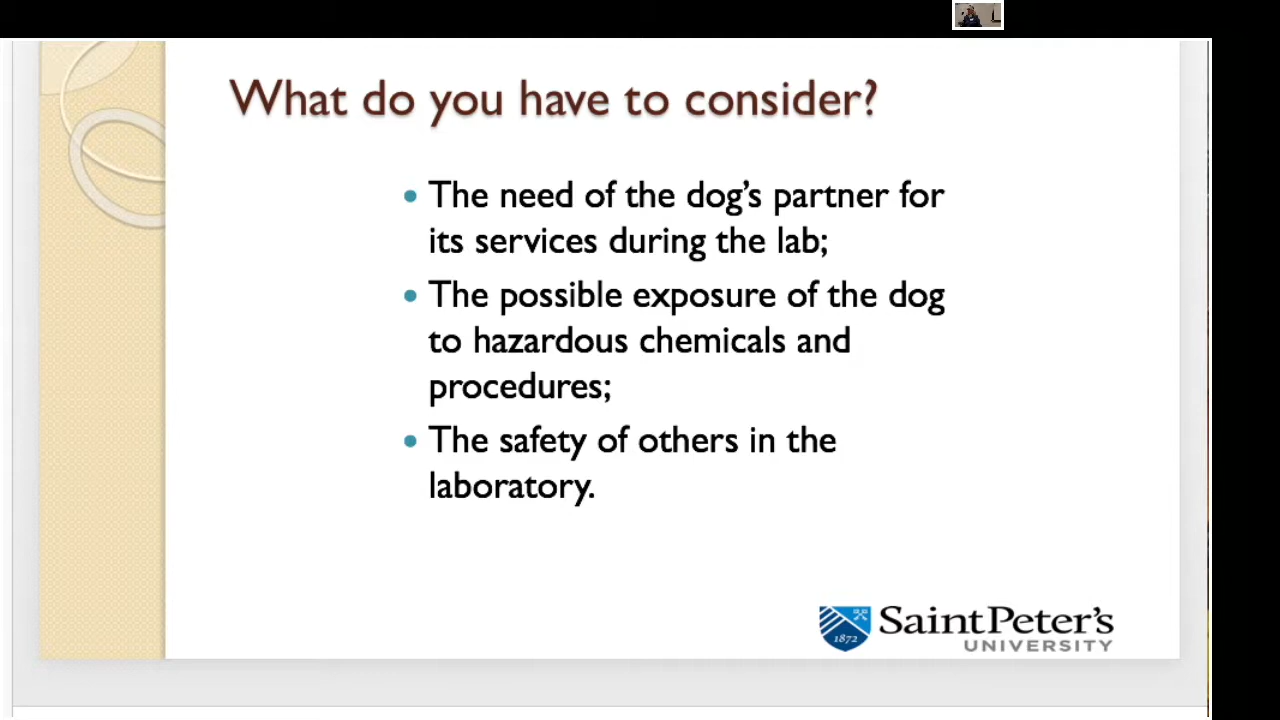 What do you have to consider?
• The need of the dog's partner for
its services during the lab;
• The possible exposure of the dog
to hazardous chemicals and
procedures;
• The safety of others in the
laboratory.
1872
Saint Peter's
UNIVERSITY